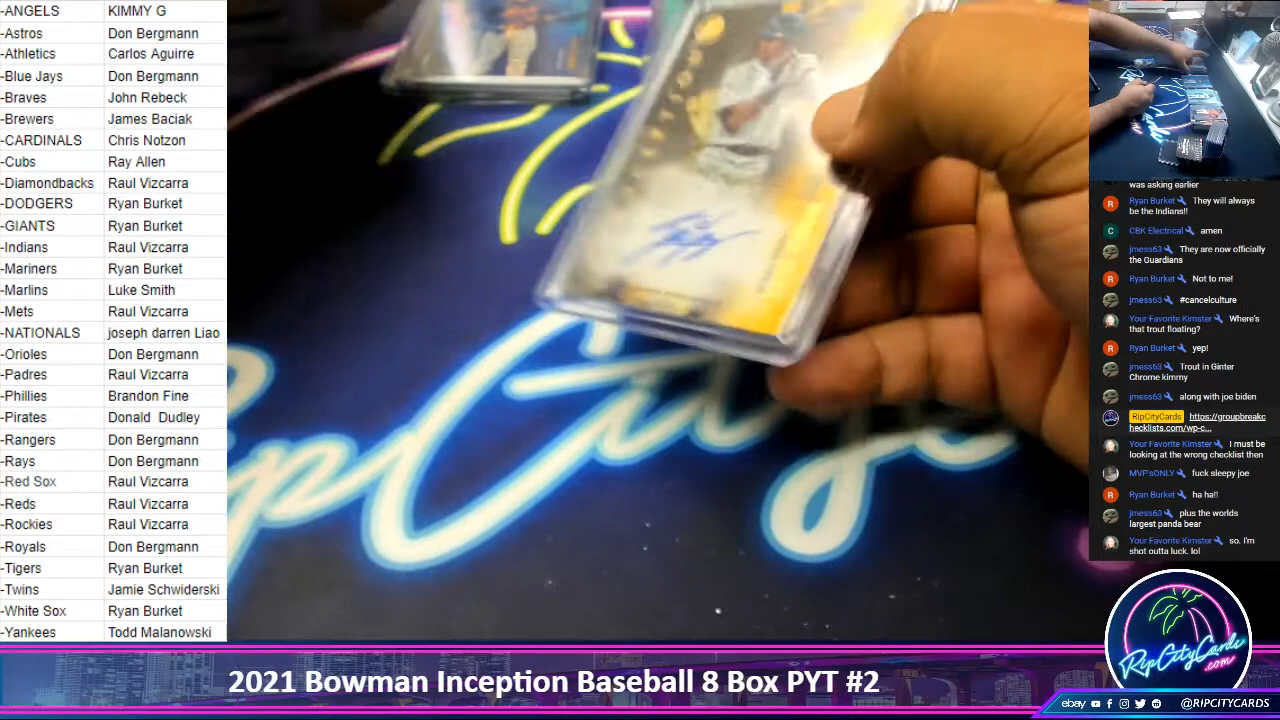 -ANGELS KIMMY G
-Astros Don Bergmann
-Athletics Carlos Aguirre
-Blue Jays Don Bergmann
-Braves John Rebeck
-Brewers James Baciak
-CARDINALS Chris Notzon
-Cubs Ray Allen
-Diamondbacks Raul Vizcarra
-DODGERS Ryan Burket
-GIANTS Ryan Burket
-Indians Raul Vizcarra
-Mariners Ryan Burket
-Marlins Luke Smith
-Mets Raul Vizcarra
-NATIONALS joseph darren Liao
-Orioles Don Bergmann
-Padres Raul Vizcarra
-Phillies Brandon Fine
-Pirates Donald Dudley
-Rangers Don Bergmann
-Rays Don Bergmann
-Red Sox Raul Vizcarra
-Reds Raul Vizcarra
-Rockies Raul Vizcarra
-Royals Don Bergmann
-Tigers Ryan Burket
-Twins Jamie Schwiderski
-White Sox Ryan Burket
-Yankees Todd Malanowski
was asking earlier
R Ryan Burket They will always
be the Indians!!
C CBK Electrical amen
jmess63 They are now officially
the Guardians
R Ryan Burket Not to me!
jmess63 #cancelculture
Your Favorite Kimster Where's
that trout floating?
R Ryan Burket yep!
jmess63 Trout in Ginter
Chrome kimmy
jmess63 along with joe biden
RipCityCards https://groupbreakc
hecklists.com/wp-c...
Your Favorite Kimster I must be
looking at the wrong checklist then
MVP'sONLY fuck sleepy joe
R Ryan Burket ha ha!!
jmess63 plus the worlds
largest panda bear
Your Favorite Kimster so. I'm
shot outta luck. lol
RipCityCards
.com
2021 Bowman Inception Baseball 8 Box PYT #2
ebay @RIPCITYCARDS